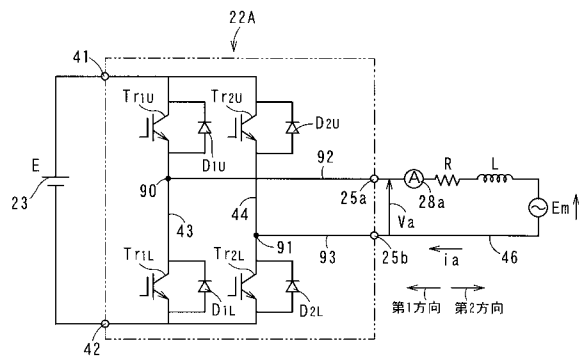 22A
41
Tr1U
Tr2U
D1U
D2U
92
E
23
90
25a
A
28a
R
L
Em
43
44
Va
91
93
25b
ia
46
Tr1L
Tr2L
D1L
D2L
42
第1方向 第2方向